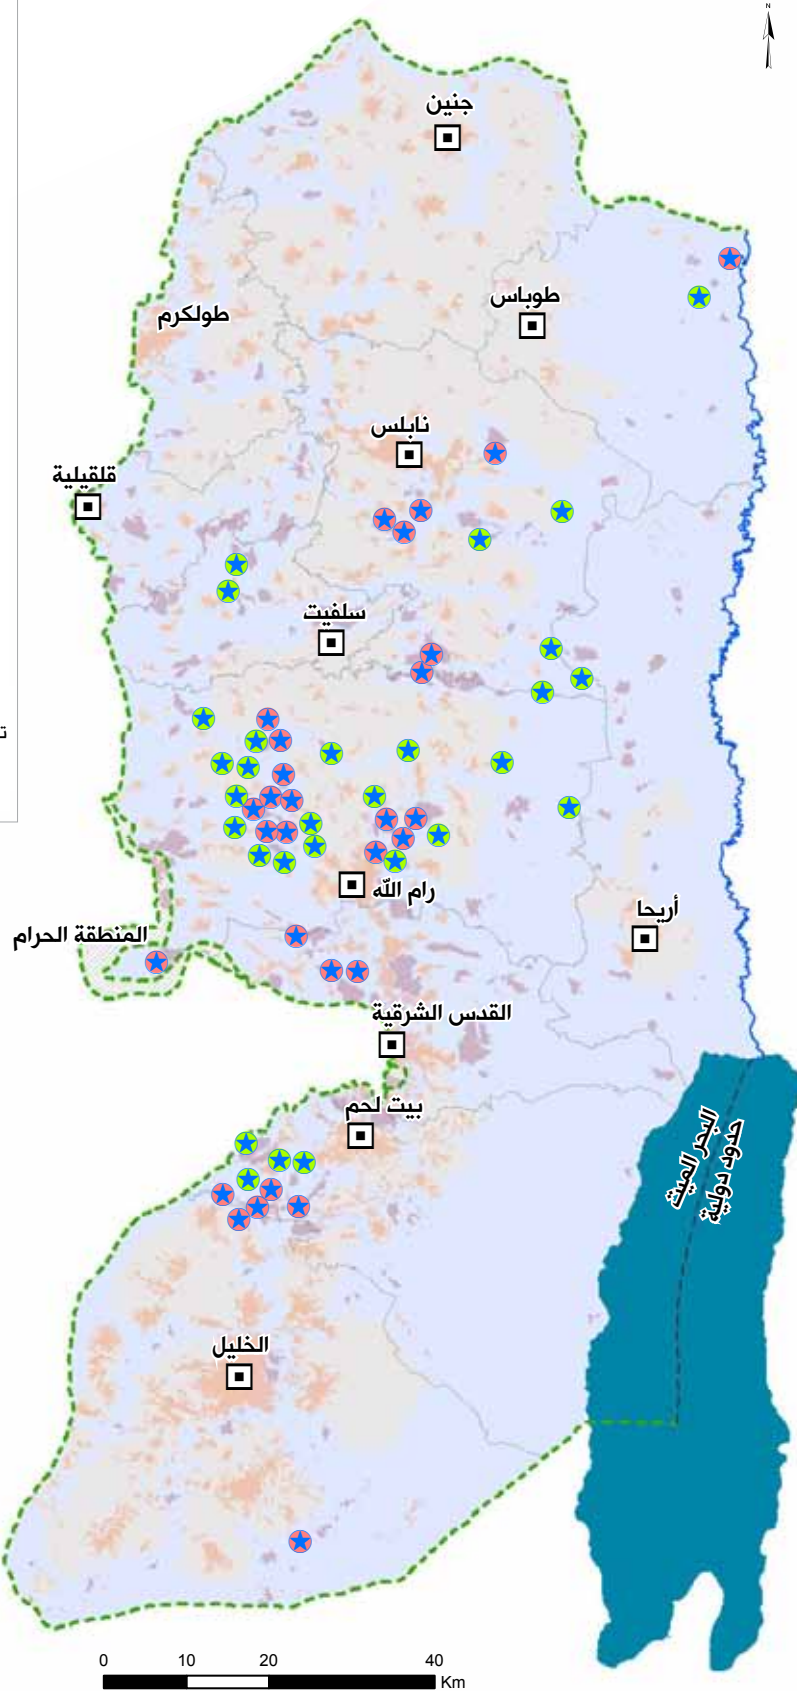 N
جنين
طوباس
طولكرم
نابلس
قلقيلية
سلفيت
رام الله
أريحا
المنطقة الحرام
القدس الشرقية
بيت لحم
البحر الميت
حدود دولية
الخليل
0 10 20 40
Km